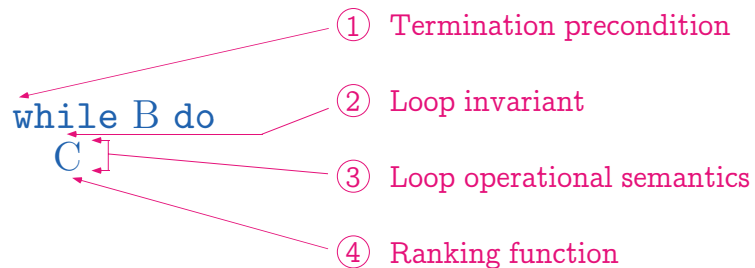 ① Termination precondition
while B do
② Loop invariant
C
③ Loop operational semantics
④ Ranking function